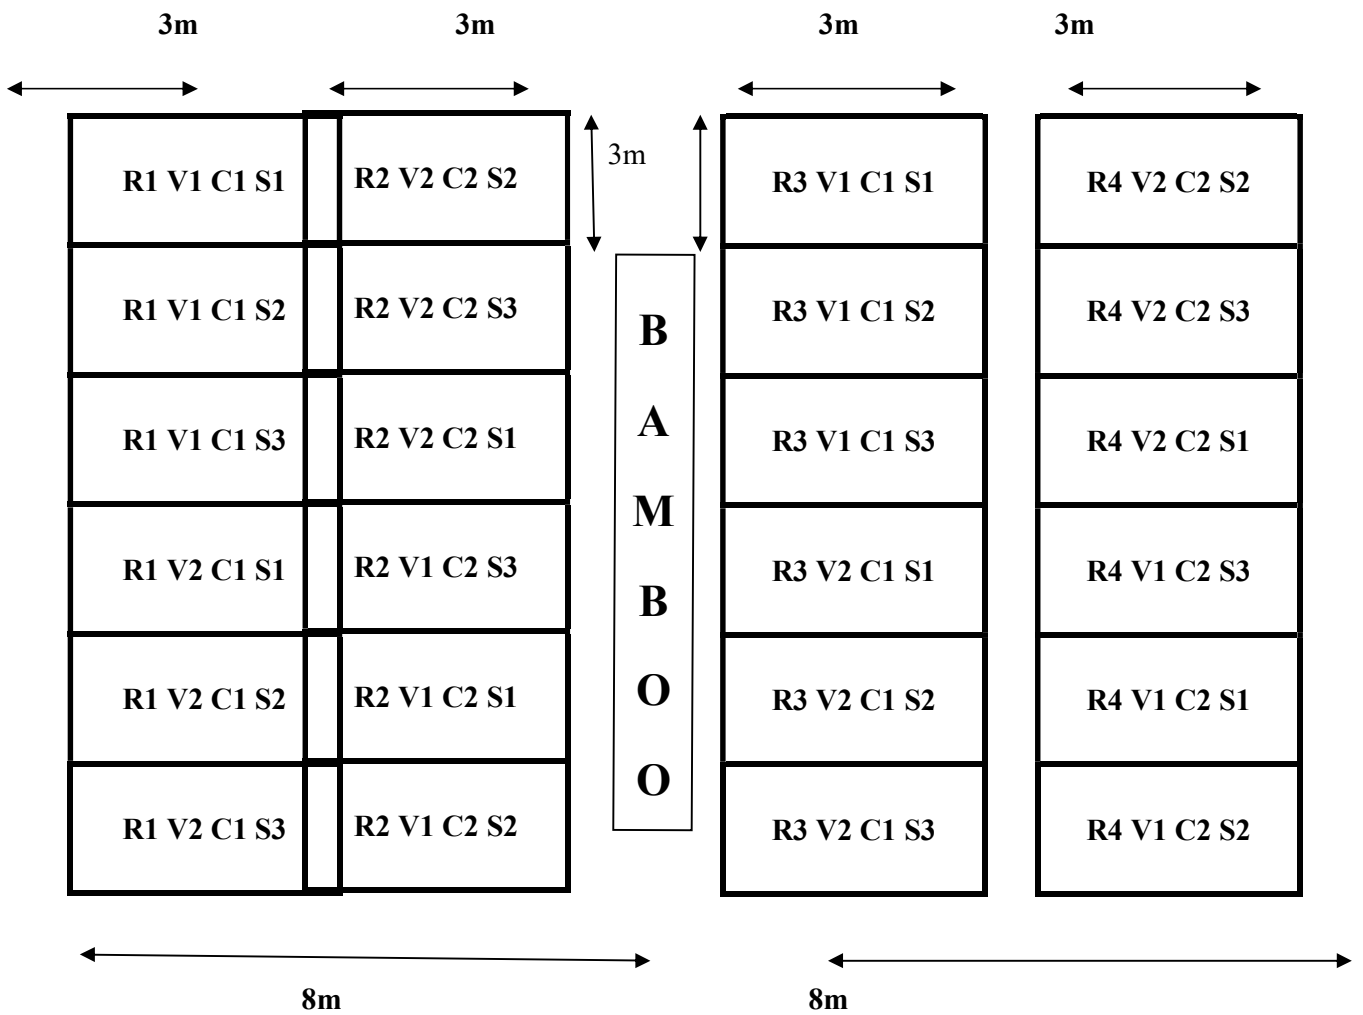 3m 3m 3m 3m
3m
R1 V1 C1 S1 R2 V2 C2 S2 R3 V1 C1 S1 R4 V2 C2 S2
R1 V1 C1 S2 R2 V2 C2 S3 R3 V1 C1 S2 R4 V2 C2 S3
R1 V1 C1 S3 R2 V2 C2 S1 R3 V1 C1 S3 R4 V2 C2 S1
R1 V2 C1 S1 R2 V1 C2 S3 R3 V2 C1 S1 R4 V1 C2 S3
R1 V2 C1 S2 R2 V1 C2 S1 R3 V2 C1 S2 R4 V1 C2 S1
R1 V2 C1 S3 R2 V1 C2 S2 R3 V2 C1 S3 R4 V1 C2 S2
B
A
M
B
O
O
8m 8m